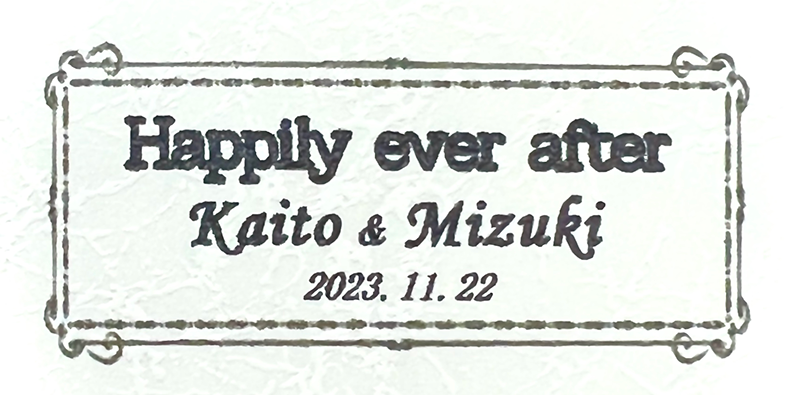 Happily ever after
Kaito & Mizuki
2023. 11. 22